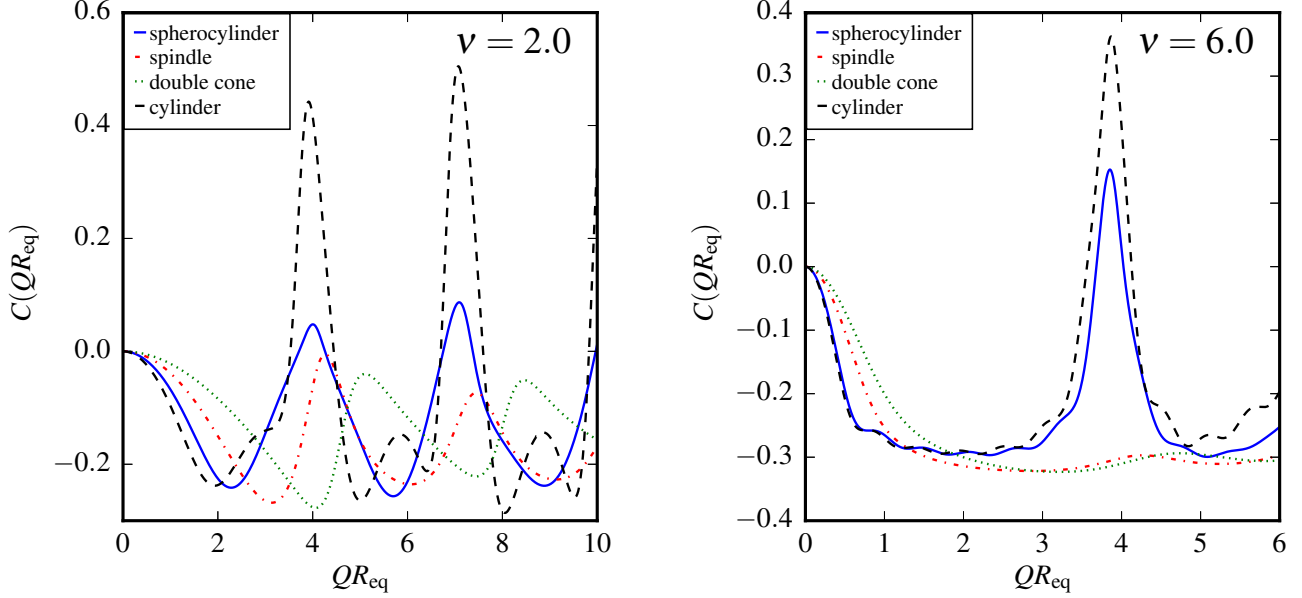 0.6
0.4
0.2
0.0
−0.2
C(QR_eq)
spherocylinder
spindle
double cone
cylinder
ν = 2.0
0 2 4 6 8 10
QR_eq
0.4
0.3
0.2
0.1
0.0
−0.1
−0.2
−0.3
−0.4
C(QR_eq)
spherocylinder
spindle
double cone
cylinder
ν = 6.0
0 1 2 3 4 5 6
QR_eq